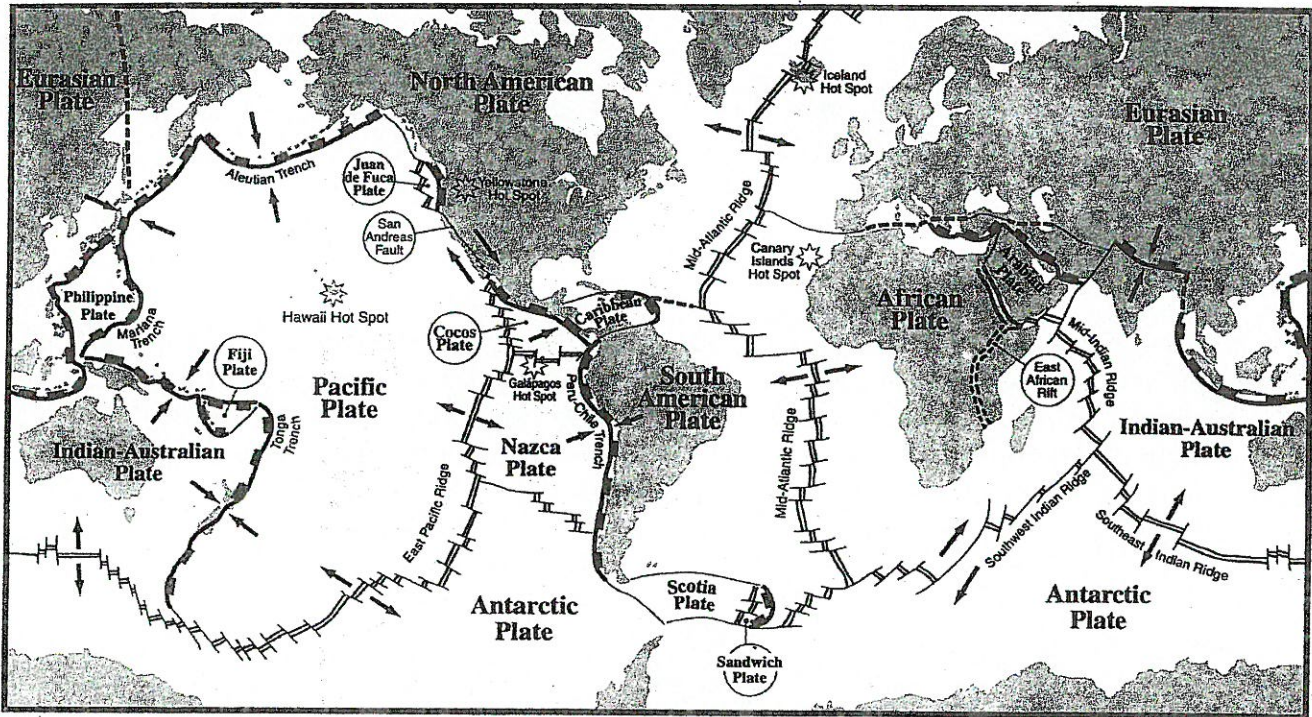 Eurasian
Plate
North American
Plate
Iceland
Hot Spot
Eurasian
Plate
Aleutian Trench
Juan
de Fuca
Plate
Yellowstone
Hot Spot
San
Andreas
Fault
Mid-Atlantic Ridge
Canary
Islands
Hot Spot
Arabian
Plate
Philippine
Plate
Mariana
Trench
Hawaii Hot Spot
Cocos
Plate
Caribbean
Plate
African
Plate
Mid-Indian Ridge
Fiji
Plate
Pacific
Plate
Galapagos
Hot Spot
Peru-Chile Trench
South
American
Plate
East
African
Rift
Tonga
Trench
Indian-Australian
Plate
Nazca
Plate
Indian-Australian
Plate
East Pacific Ridge
Mid-Atlantic Ridge
Southwest Indian Ridge
Southeast Indian Ridge
Antarctic
Plate
Scotia
Plate
Antarctic
Plate
Sandwich
Plate